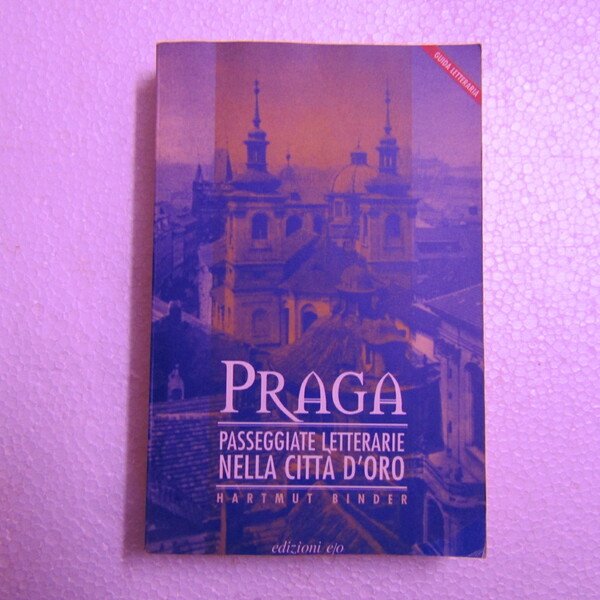 GUIDA LETTERARIA
PRAGA
PASSEGGIATE LETTERARIE
NELLA CITTÀ D'ORO
HARTMUT BINDER
edizioni e/o